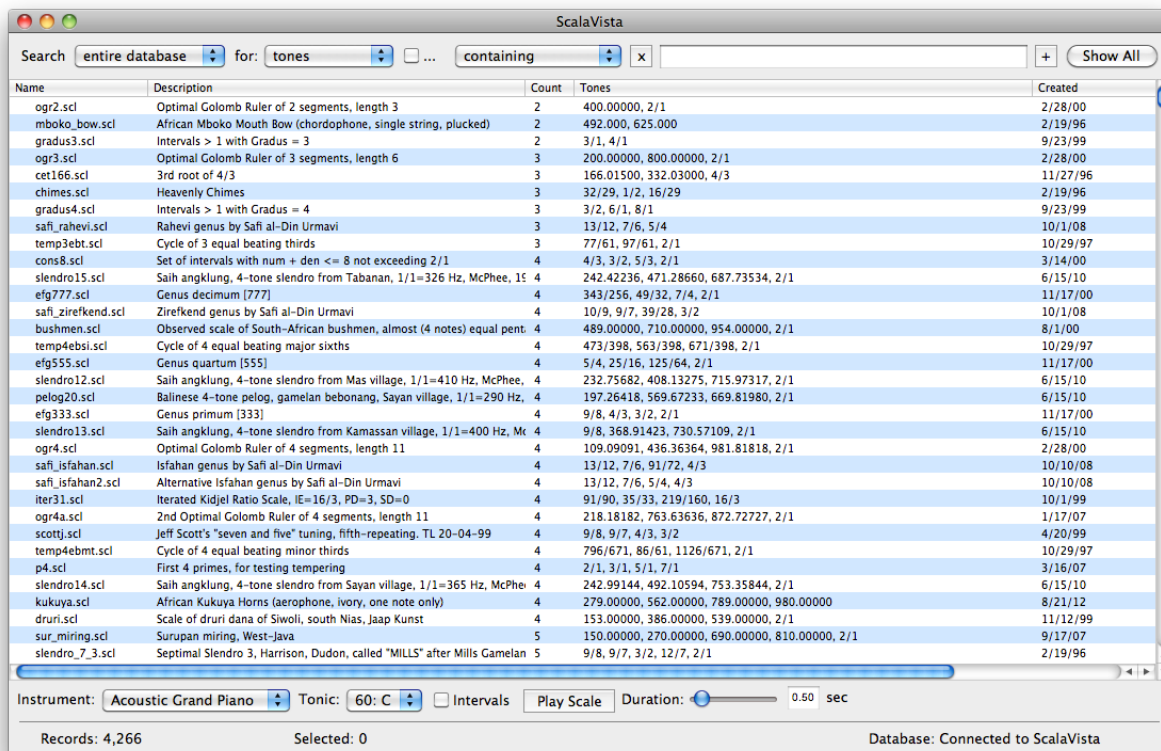 ScalaVista
Search entire database for: tones ... containing x + Show All
Name Description Count Tones Created
ogr2.scl Optimal Golomb Ruler of 2 segments, length 3 2 400.00000, 2/1 2/28/00
mboko_bow.scl African Mboko Mouth Bow (chordophone, single string, plucked) 2 492.000, 625.000 2/19/96
gradus3.scl Intervals > 1 with Gradus = 3 2 3/1, 4/1 9/23/99
ogr3.scl Optimal Golomb Ruler of 3 segments, length 6 3 200.00000, 800.00000, 2/1 2/28/00
cet166.scl 3rd root of 4/3 3 166.01500, 332.03000, 4/3 11/27/96
chimes.scl Heavenly Chimes 3 32/29, 1/2, 16/29 2/19/96
gradus4.scl Intervals > 1 with Gradus = 4 3 3/2, 6/1, 8/1 9/23/99
safi_rahevi.scl Rahevi genus by Safi al-Din Urmavi 3 13/12, 7/6, 5/4 10/1/08
temp3ebt.scl Cycle of 3 equal beating thirds 3 77/61, 97/61, 2/1 10/29/97
cons8.scl Set of intervals with num + den <= 8 not exceeding 2/1 4 4/3, 3/2, 5/3, 2/1 3/14/00
slendro15.scl Saih angklung, 4-tone slendro from Tabanan, 1/1=326 Hz, McPhee, 19 4 242.42236, 471.28660, 687.73534, 2/1 6/15/10
efg777.scl Genus decimum [777] 4 343/256, 49/32, 7/4, 2/1 11/17/00
safi_zirefkend.scl Zirefkend genus by Safi al-Din Urmavi 4 10/9, 9/7, 39/28, 3/2 10/1/08
bushmen.scl Observed scale of South-African bushmen, almost (4 notes) equal pent. 4 489.00000, 710.00000, 954.00000, 2/1 8/1/00
temp4ebsi.scl Cycle of 4 equal beating major sixths 4 473/398, 563/398, 671/398, 2/1 10/29/97
efg555.scl Genus quartum [555] 4 5/4, 25/16, 125/64, 2/1 11/17/00
slendro12.scl Saih angklung, 4-tone slendro from Mas village, 1/1=410 Hz, McPhee, 4 232.75682, 408.13275, 715.97317, 2/1 6/15/10
pelog20.scl Balinese 4-tone pelog, gamelan bebonang, Sayan village, 1/1=290 Hz, 4 197.26418, 569.67233, 669.81980, 2/1 6/15/10
efg333.scl Genus primum [333] 4 9/8, 4/3, 3/2, 2/1 11/17/00
slendro13.scl Saih angklung, 4-tone slendro from Kamassan village, 1/1=400 Hz, Mc 4 9/8, 368.91423, 730.57109, 2/1 6/15/10
ogr4.scl Optimal Golomb Ruler of 4 segments, length 11 4 109.09091, 436.36364, 981.81818, 2/1 2/28/00
safi_isfahan.scl Isfahan genus by Safi al-Din Urmavi 4 13/12, 7/6, 91/72, 4/3 10/10/08
safi_isfahan2.scl Alternative Isfahan genus by Safi al-Din Urmavi 4 13/12, 7/6, 5/4, 4/3 10/10/08
iter31.scl Iterated Kidjel Ratio Scale, IE=16/3, PD=3, SD=0 4 91/90, 35/33, 219/160, 16/3 10/1/99
ogr4a.scl 2nd Optimal Golomb Ruler of 4 segments, length 11 4 218.18182, 763.63636, 872.72727, 2/1 1/17/07
scottj.scl Jeff Scott's "seven and five" tuning, fifth-repeating. TL 20-04-99 4 9/8, 9/7, 4/3, 3/2 4/20/99
temp4ebmt.scl Cycle of 4 equal beating minor thirds 4 796/671, 86/61, 1126/671, 2/1 10/29/97
p4.scl First 4 primes, for testing tempering 4 2/1, 3/1, 5/1, 7/1 3/16/07
slendro14.scl Saih angklung, 4-tone slendro from Sayan village, 1/1=365 Hz, McPhe 4 242.99144, 492.10594, 753.35844, 2/1 6/15/10
kukuya.scl African Kukuya Horns (aerophone, ivory, one note only) 4 279.00000, 562.00000, 789.00000, 980.00000 8/21/12
druri.scl Scale of druri dana of Siwoli, south Nias, Jaap Kunst 4 153.00000, 386.00000, 539.00000, 2/1 11/12/99
sur_miring.scl Surupan miring, West-Java 5 150.00000, 270.00000, 690.00000, 810.00000, 2/1 9/17/07
slendro_7_3.scl Septimal Slendro 3, Harrison, Dudon, called "MILLS" after Mills Gamelan 5 9/8, 9/7, 3/2, 12/7, 2/1 2/19/96
Instrument: Acoustic Grand Piano Tonic: 60: C Intervals Play Scale Duration: 0.50 sec
Records: 4,266 Selected: 0 Database: Connected to ScalaVista